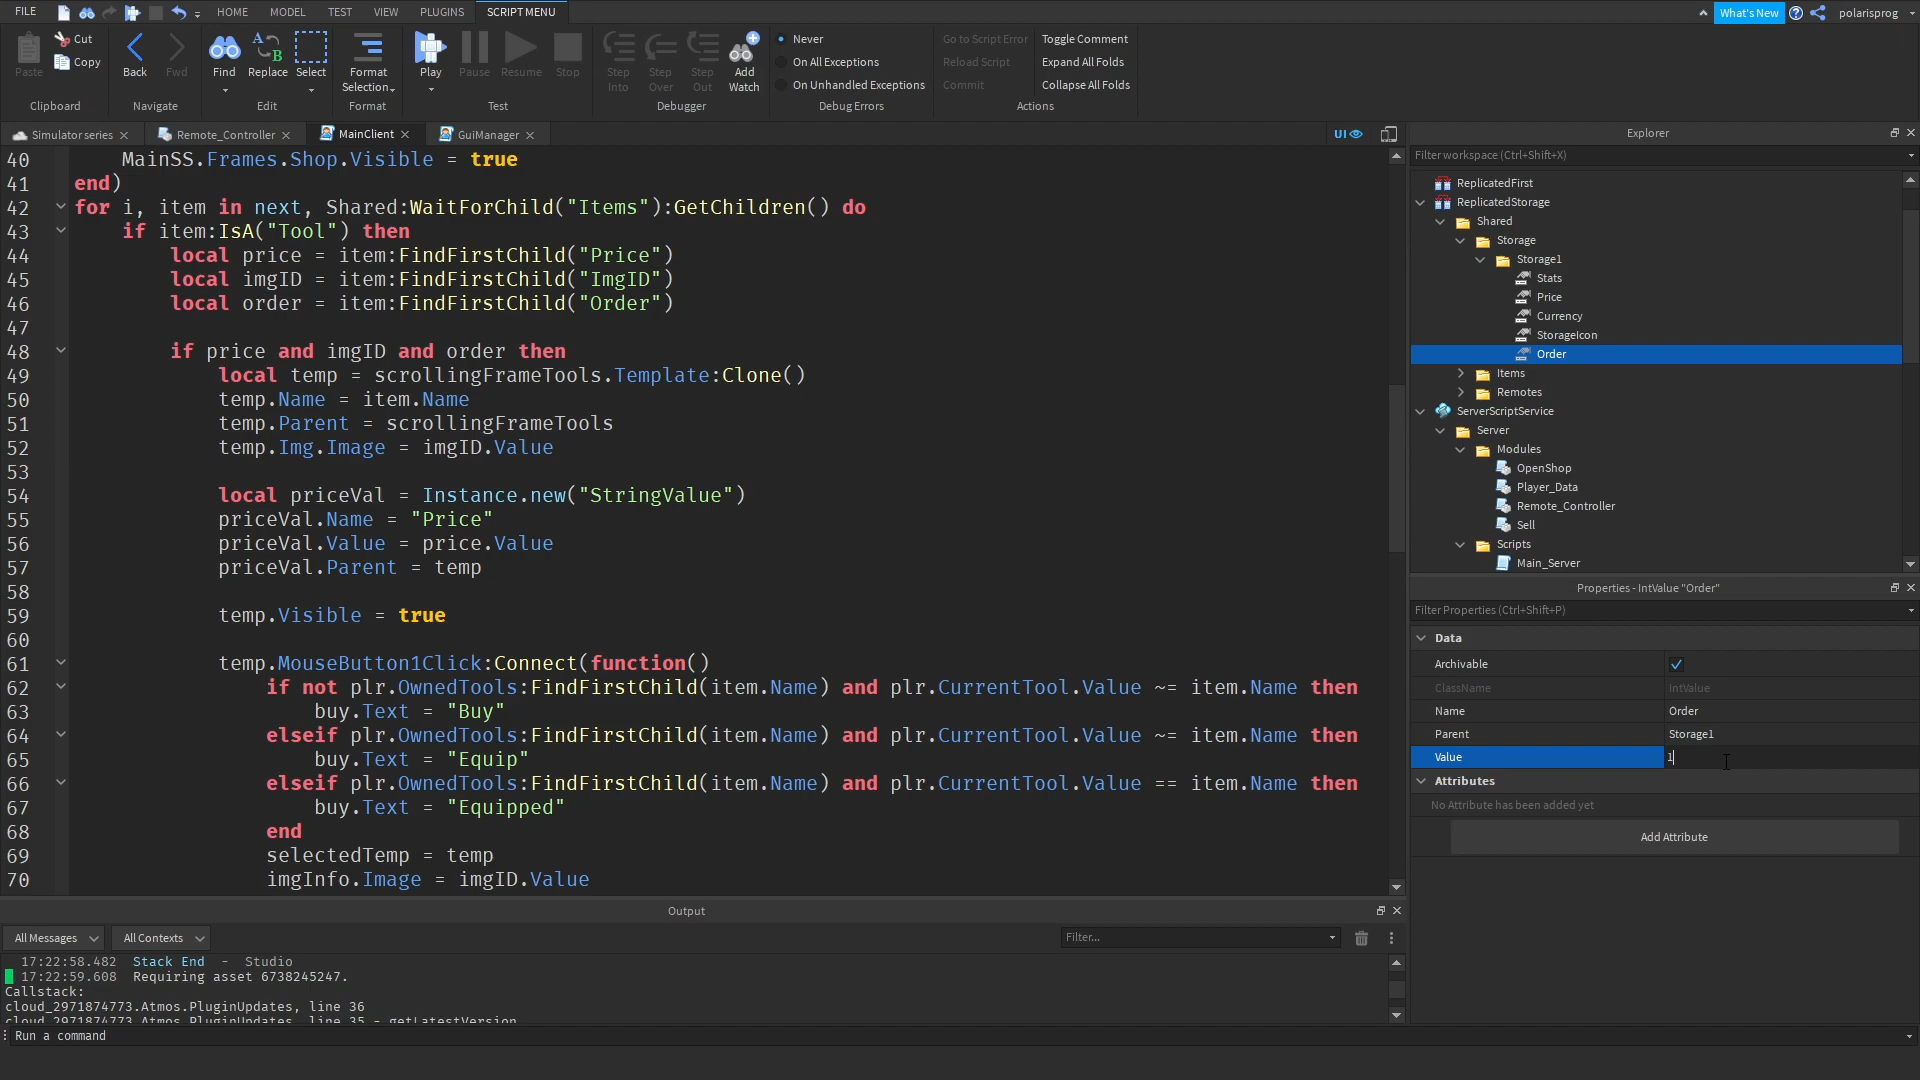 FILE HOME MODEL TEST VIEW PLUGINS SCRIPT MENU What's New polarisprog
Paste Cut Copy Back Fwd Find Replace Select Format Selection Play Pause Resume Stop Step Into Step Over Step Out Add Watch
Never
On All Exceptions
On Unhandled Exceptions
Go to Script Error
Reload Script
Commit
Toggle Comment
Expand All Folds
Collapse All Folds
Clipboard Navigate Edit Format Test Debugger Debug Errors Actions
Simulator series Remote_Controller MainClient GuiManager UI
40 MainSS.Frames.Shop.Visible = true
41 end)
42 for i, item in next, Shared:WaitForChild("Items"):GetChildren() do
43 if item:IsA("Tool") then
44 local price = item:FindFirstChild("Price")
45 local imgID = item:FindFirstChild("ImgID")
46 local order = item:FindFirstChild("Order")
47
48 if price and imgID and order then
49 local temp = scrollingFrameTools.Template:Clone()
50 temp.Name = item.Name
51 temp.Parent = scrollingFrameTools
52 temp.Img.Image = imgID.Value
53
54 local priceVal = Instance.new("StringValue")
55 priceVal.Name = "Price"
56 priceVal.Value = price.Value
57 priceVal.Parent = temp
58
59 temp.Visible = true
60
61 temp.MouseButton1Click:Connect(function()
62 if not plr.OwnedTools:FindFirstChild(item.Name) and plr.CurrentTool.Value ~= item.Name then
63 buy.Text = "Buy"
64 elseif plr.OwnedTools:FindFirstChild(item.Name) and plr.CurrentTool.Value ~= item.Name then
65 buy.Text = "Equip"
66 elseif plr.OwnedTools:FindFirstChild(item.Name) and plr.CurrentTool.Value == item.Name then
67 buy.Text = "Equipped"
68 end
69 selectedTemp = temp
70 imgInfo.Image = imgID.Value
Explorer
Filter workspace (Ctrl+Shift+X)
ReplicatedFirst
ReplicatedStorage
Shared
Storage
Storage1
Stats
Price
Currency
StorageIcon
Order
Items
Remotes
ServerScriptService
Server
Modules
OpenShop
Player_Data
Remote_Controller
Sell
Scripts
Main_Server
Properties - IntValue "Order"
Filter Properties (Ctrl+Shift+P)
Data
Archivable
ClassName IntValue
Name Order
Parent Storage1
Value 1
Attributes
No Attribute has been added yet
Add Attribute
Output
All Messages All Contexts Filter...
17:22:58.482 Stack End - Studio
17:22:59.608 Requiring asset 6738245247.
Callstack:
cloud_2971874773.Atmos.PluginUpdates, line 36
cloud_2971874773.Atmos.PluginUpdates, line 35 - getLatestVersion
Run a command